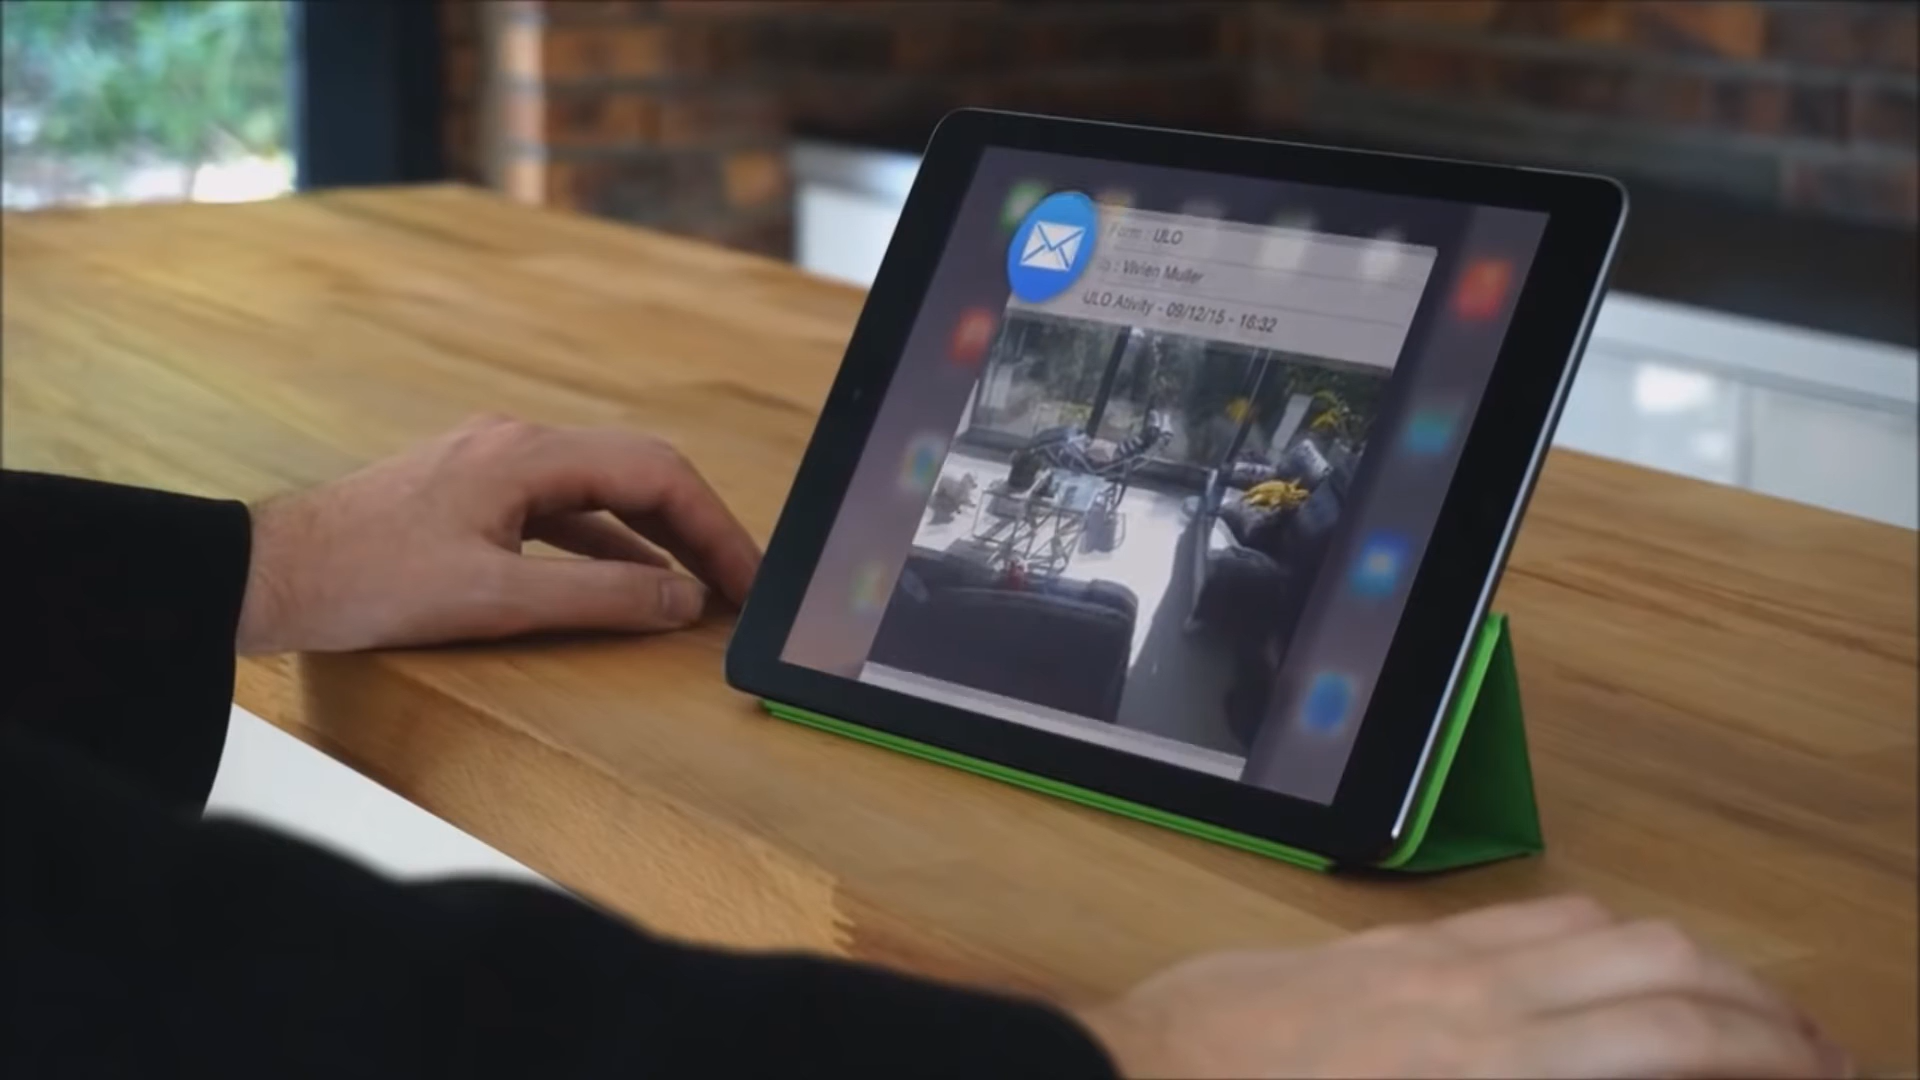 Form : ULO
To : Vivien Muller
ULO Ativity - 09/12/15 - 16:32